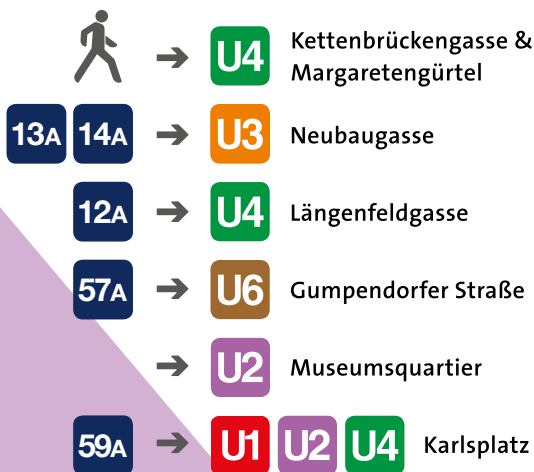 ➔ U4 Kettenbrückengasse &
Margaretengürtel
13A 14A ➔ U3 Neubaugasse
12A ➔ U4 Längenfeldgasse
57A ➔ U6 Gumpendorfer Straße
➔ U2 Museumsquartier
59A ➔ U1 U2 U4 Karlsplatz